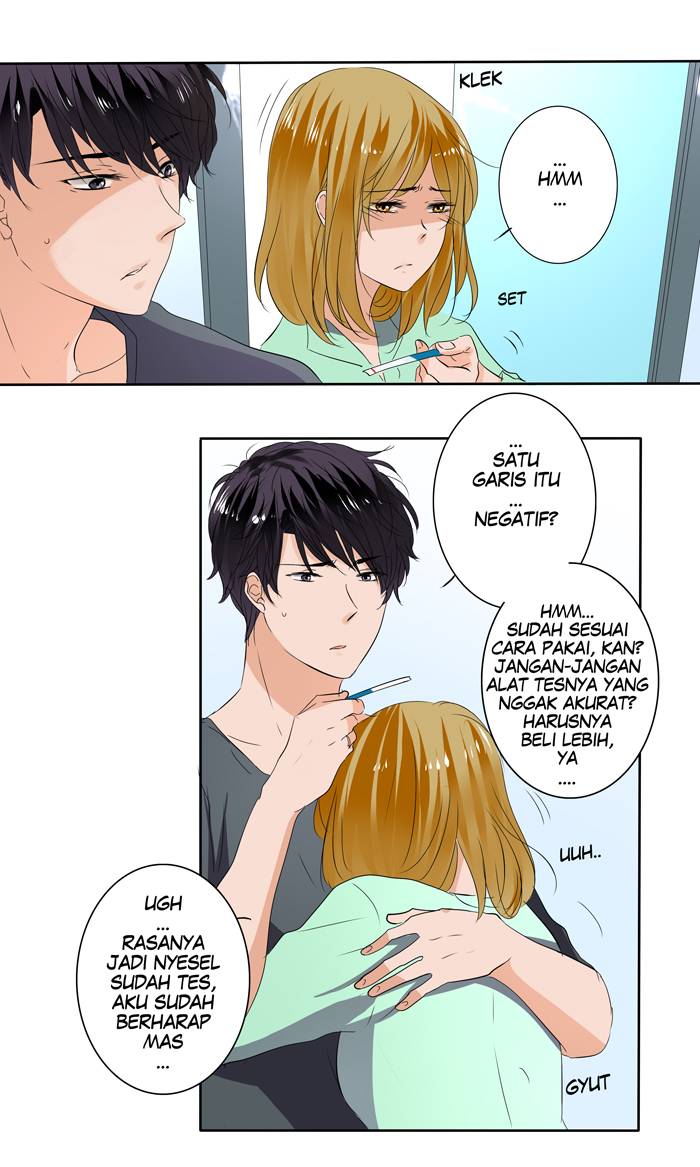 KLEK
...
HMM
...
SET
...
SATU
GARIS ITU
...
NEGATIF?
HMM...
SUDAH SESUAI
CARA PAKAI, KAN?
JANGAN-JANGAN
ALAT TESNYA YANG
NGGAK AKURAT?
HARUSNYA
BELI LEBIH,
YA
....
UUH..
UGH
...
RASANYA
JADI NYESEL
SUDAH TES,
AKU SUDAH
BERHARAP
MAS
...
GYUT